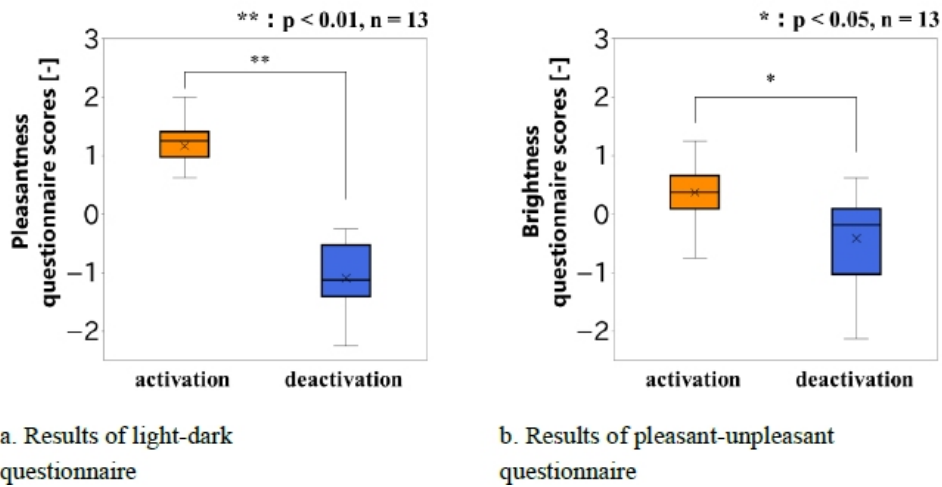 ** : p < 0.01, n = 13
Pleasantness
questionnaire scores [-]
3
2
1
0
−1
−2
**
activation deactivation
a. Results of light-dark
questionnaire
* : p < 0.05, n = 13
Brightness
questionnaire scores [-]
3
2
1
0
−1
−2
*
activation deactivation
b. Results of pleasant-unpleasant
questionnaire